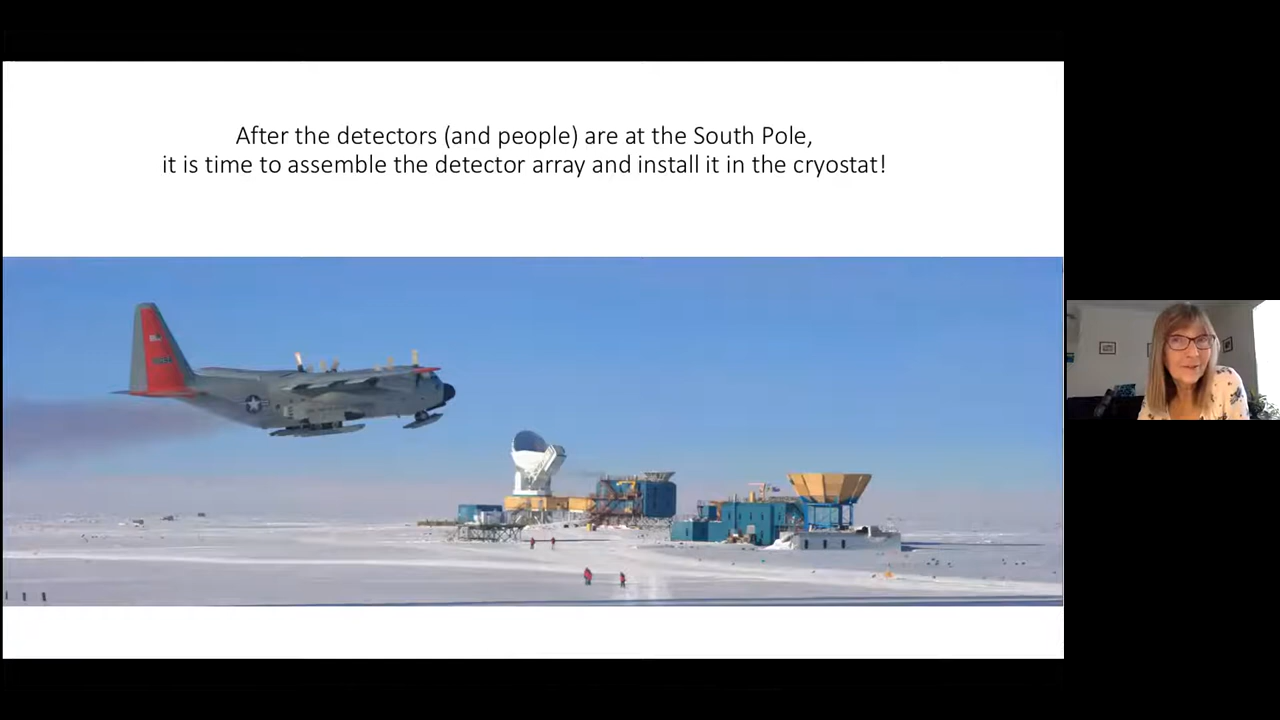 After the detectors (and people) are at the South Pole,
it is time to assemble the detector array and install it in the cryostat!